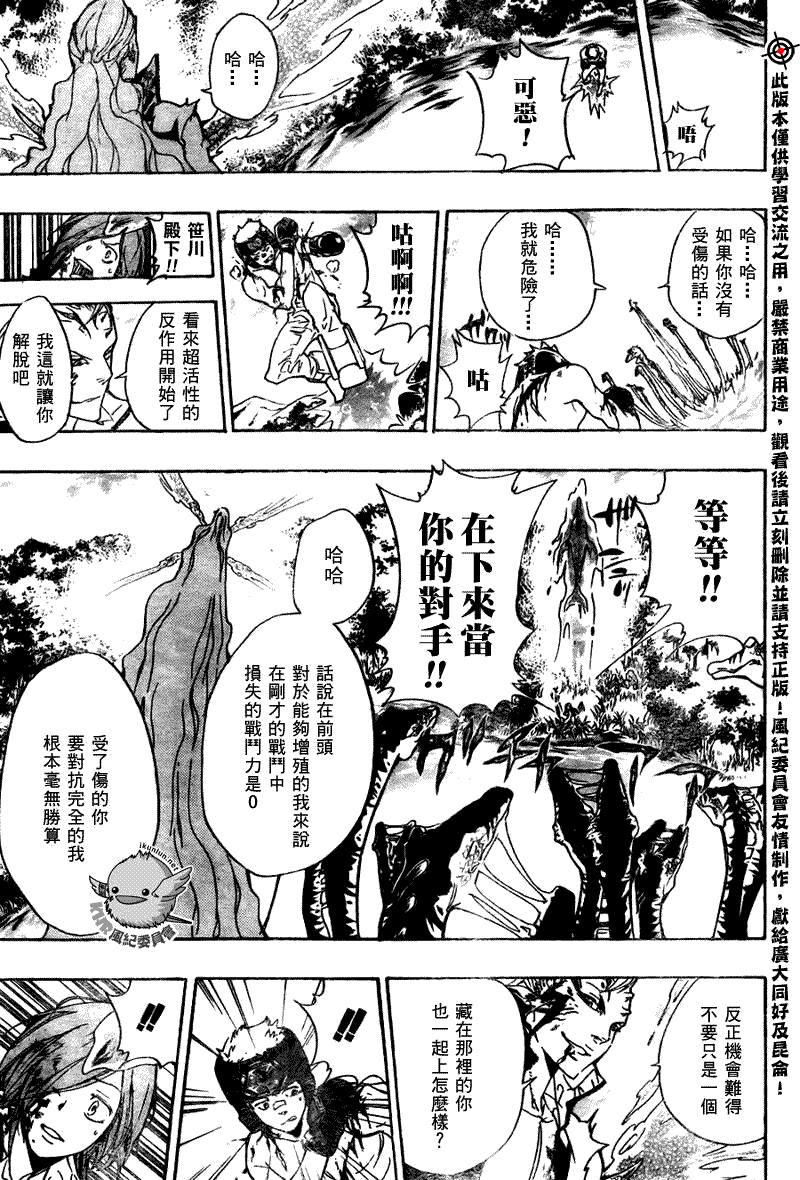 唔
可惡！
哈…
哈…
哈…哈…
如果你沒有
受傷的話…
哈……
我就危險了…
咕
咕啊啊!!!
笹川
殿下!!
看來超活性的
反作用開始了
我這就讓你
解脫吧
等等!!
在下來當
你的對手!!
哈哈
話說在前頭
對於能夠增殖的我來說
在剛才的戰鬥中
損失的戰鬥力是0
受了傷的你
要對抗完全的我
根本毫無勝算
ikunlun.net
KUR風紀委員會
反正機會難得
不要只是一個
藏在那裡的你
也一起上怎麼樣？
!!
!!
此版本僅供學習交流之用，嚴禁商業用途，觀看後請立刻刪除並請支持正版！風紀委員會友情制作，獻給廣大同好及昆侖！